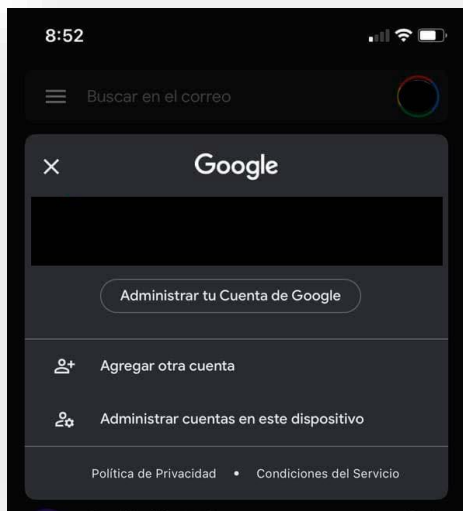 8:52
Buscar en el correo
Google
Administrar tu Cuenta de Google
Agregar otra cuenta
Administrar cuentas en este dispositivo
Política de Privacidad • Condiciones del Servicio